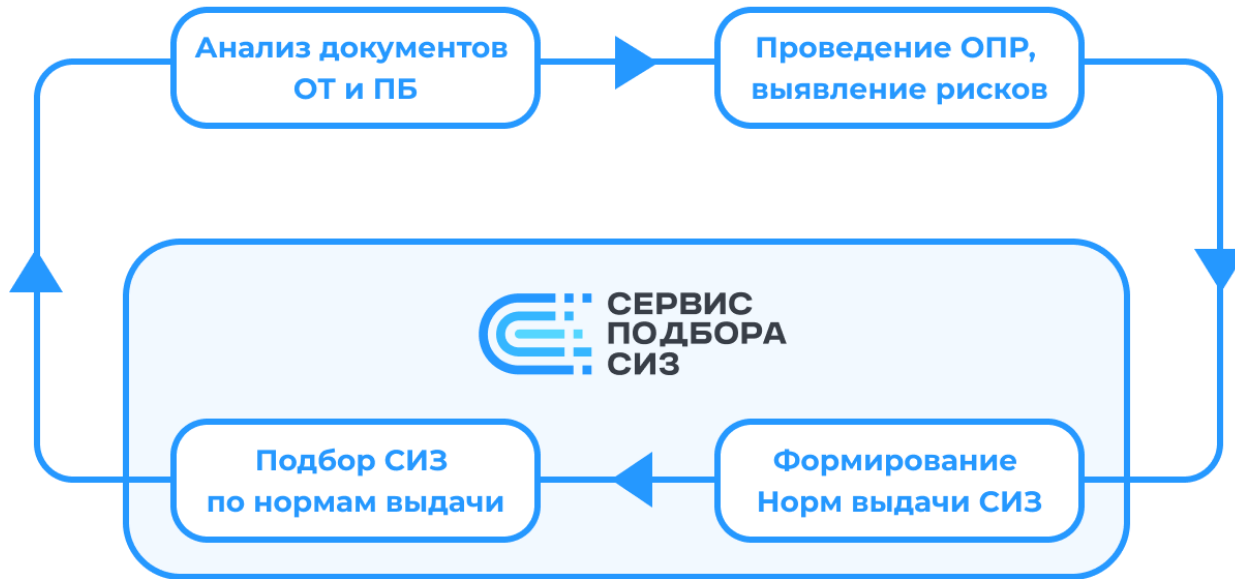 Анализ документов
ОТ и ПБ
Проведение ОПР,
выявление рисков
СЕРВИС
ПОДБОРА
СИЗ
Подбор СИЗ
по нормам выдачи
Формирование
Норм выдачи СИЗ